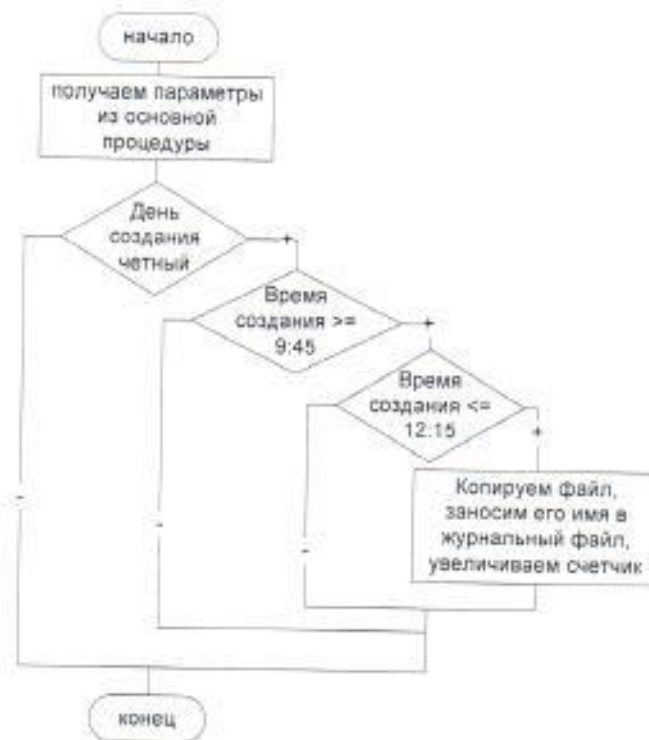 начало
получаем параметры
из основной
процедуры
День
создания
четный
+
Время
создания >=
9:45
+
Время
создания <=
12:15
+
-
-
-
Копируем файл,
заносим его имя в
журнальный файл,
увеличиваем счетчик
конец